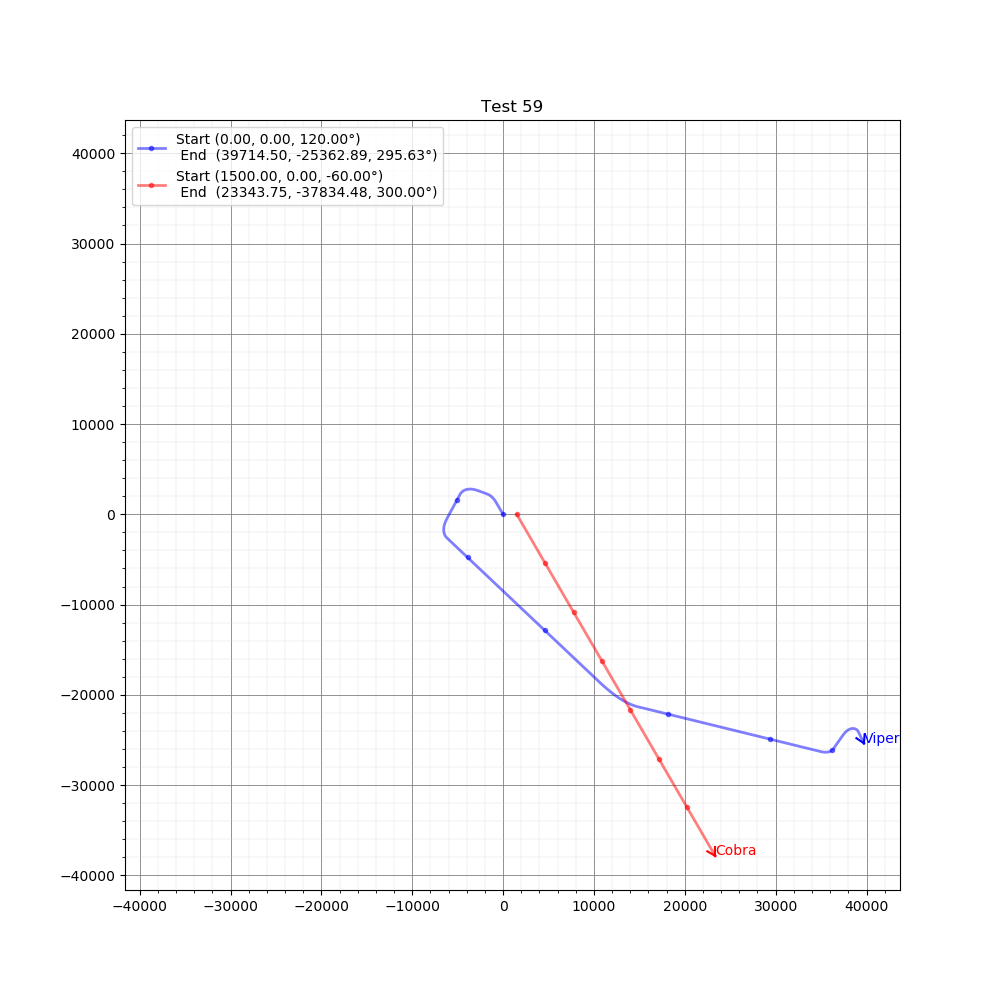 Test 59
Start (0.00, 0.00, 120.00°)
End (39714.50, -25362.89, 295.63°)
Start (1500.00, 0.00, -60.00°)
End (23343.75, -37834.48, 300.00°)
40000
30000
20000
10000
0
−10000
−20000
−30000
−40000
Viper
Cobra
−40000 −30000 −20000 −10000 0 10000 20000 30000 40000